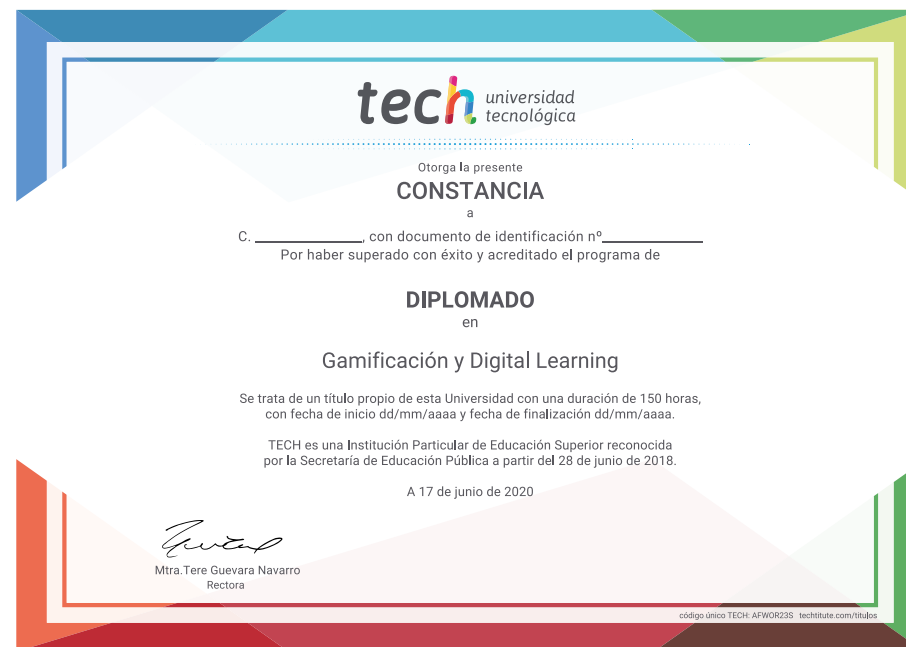 tech universidad
tecnológica
Otorga la presente
CONSTANCIA
a
C. ____________, con documento de identificación nº____________
Por haber superado con éxito y acreditado el programa de
DIPLOMADO
en
Gamificación y Digital Learning
Se trata de un título propio de esta Universidad con una duración de 150 horas,
con fecha de inicio dd/mm/aaaa y fecha de finalización dd/mm/aaaa.
TECH es una Institución Particular de Educación Superior reconocida
por la Secretaría de Educación Pública a partir del 28 de junio de 2018.
A 17 de junio de 2020
Mtra.Tere Guevara Navarro
Rectora
código único TECH: AFWOR23S techtitute.com/titulos